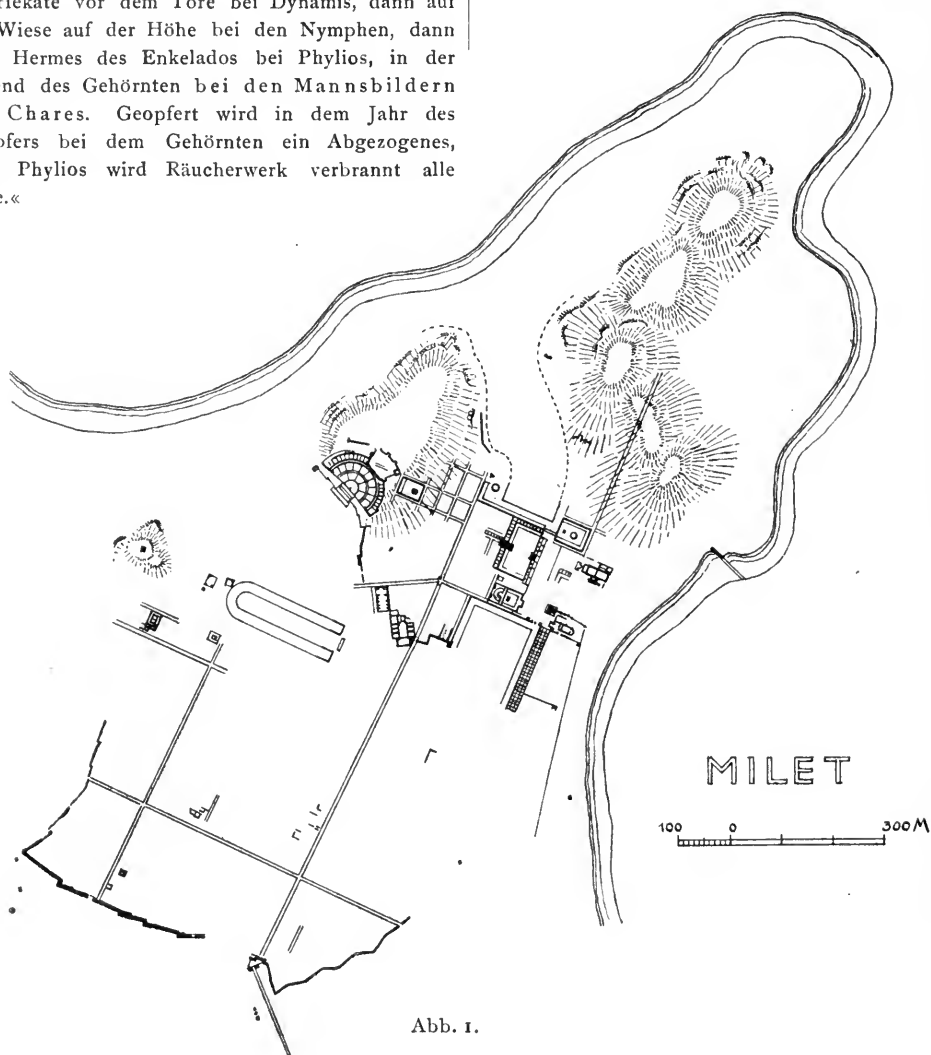 Hekate vor dem Tore bei Dynamis, dann auf
Wiese auf der Höhe bei den Nymphen, dann
Hermes des Enkelados bei Phylios, in der
des Gehörnten bei den Mannsbildern
Chares. Geopfert wird in dem Jahr des
bei dem Gehörnten ein Abgezogenes,
Phylios wird Räucherwerk verbrannt alle
MILET
100 0 300 M
Abb. 1.